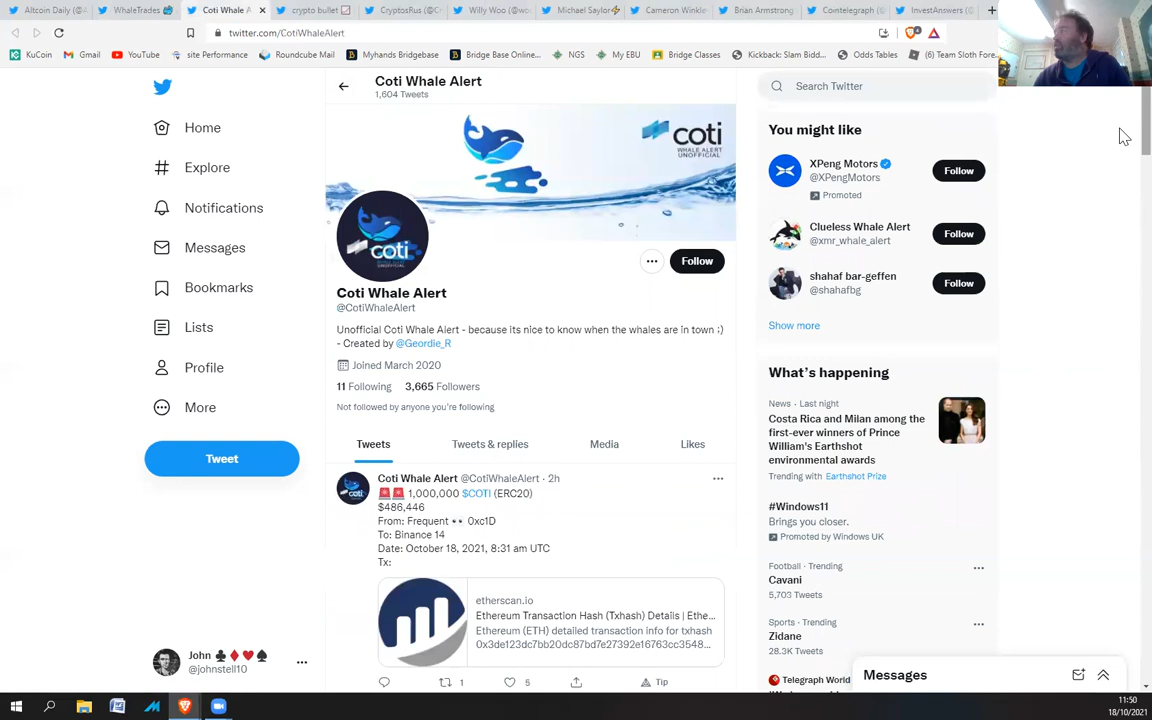 Altcoin Daily (@A
WhaleTrades
Coti Whale A
crypto bullet
CryptosRus (@C
Willy Woo (@wo
Michael Saylor
Cameron Winkle
Brian Armstrong
Cointelegraph (@
InvestAnswers (@
twitter.com/CotiWhaleAlert
KuCoin
Gmail
YouTube
site Performance
Roundcube Mail
Myhands Bridgebase
Bridge Base Online...
NGS
My EBU
Bridge Classes
Kickback: Slam Bidd...
Odds Tables
(6) Team Sloth Fore...
Home
Explore
Notifications
Messages
Bookmarks
Lists
Profile
More
Tweet
John ♣♦♥♠
@johnstell10
Coti Whale Alert
1,604 Tweets
coti
WHALE ALERT
UNOFFICIAL
coti
Follow
Coti Whale Alert
@CotiWhaleAlert
Unofficial Coti Whale Alert - because its nice to know when the whales are in town ;)
- Created by @Geordie_R
Joined March 2020
11 Following 3,665 Followers
Not followed by anyone you're following
Tweets
Tweets & replies
Media
Likes
Coti Whale Alert @CotiWhaleAlert · 2h
🚨🚨 1,000,000 $COTI (ERC20)
$486,446
From: Frequent 👀 0xc1D
To: Binance 14
Date: October 18, 2021, 8:31 am UTC
Tx:
etherscan.io
Ethereum Transaction Hash (Txhash) Details | Ethe...
Ethereum (ETH) detailed transaction info for txhash
0x3de123dc7bb20dc87bd7e27392e16763cc3548...
1
5
Tip
Search Twitter
You might like
XPeng Motors
@XPengMotors
Promoted
Follow
Clueless Whale Alert
@xmr_whale_alert
Follow
shahaf bar-geffen
@shahafbg
Follow
Show more
What's happening
News · Last night
Costa Rica and Milan among the
first-ever winners of Prince
William's Earthshot
environmental awards
Trending with Earthshot Prize
#Windows11
Brings you closer.
Promoted by Windows UK
Football · Trending
Cavani
5,703 Tweets
Sports · Trending
Zidane
28.3K Tweets
Telegraph World
Messages
11:50
18/10/2021